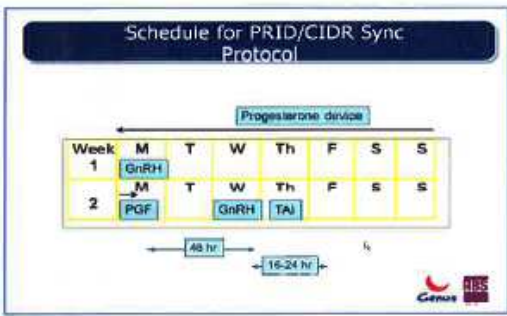 Schedule for PRID/CIDR Sync
Protocol
Progesterone device
Week M T W Th F S S
1 GnRH
M T W Th F S S
2 PGF GnRH TAI
48 hr
16-24 hr
Genus ABS